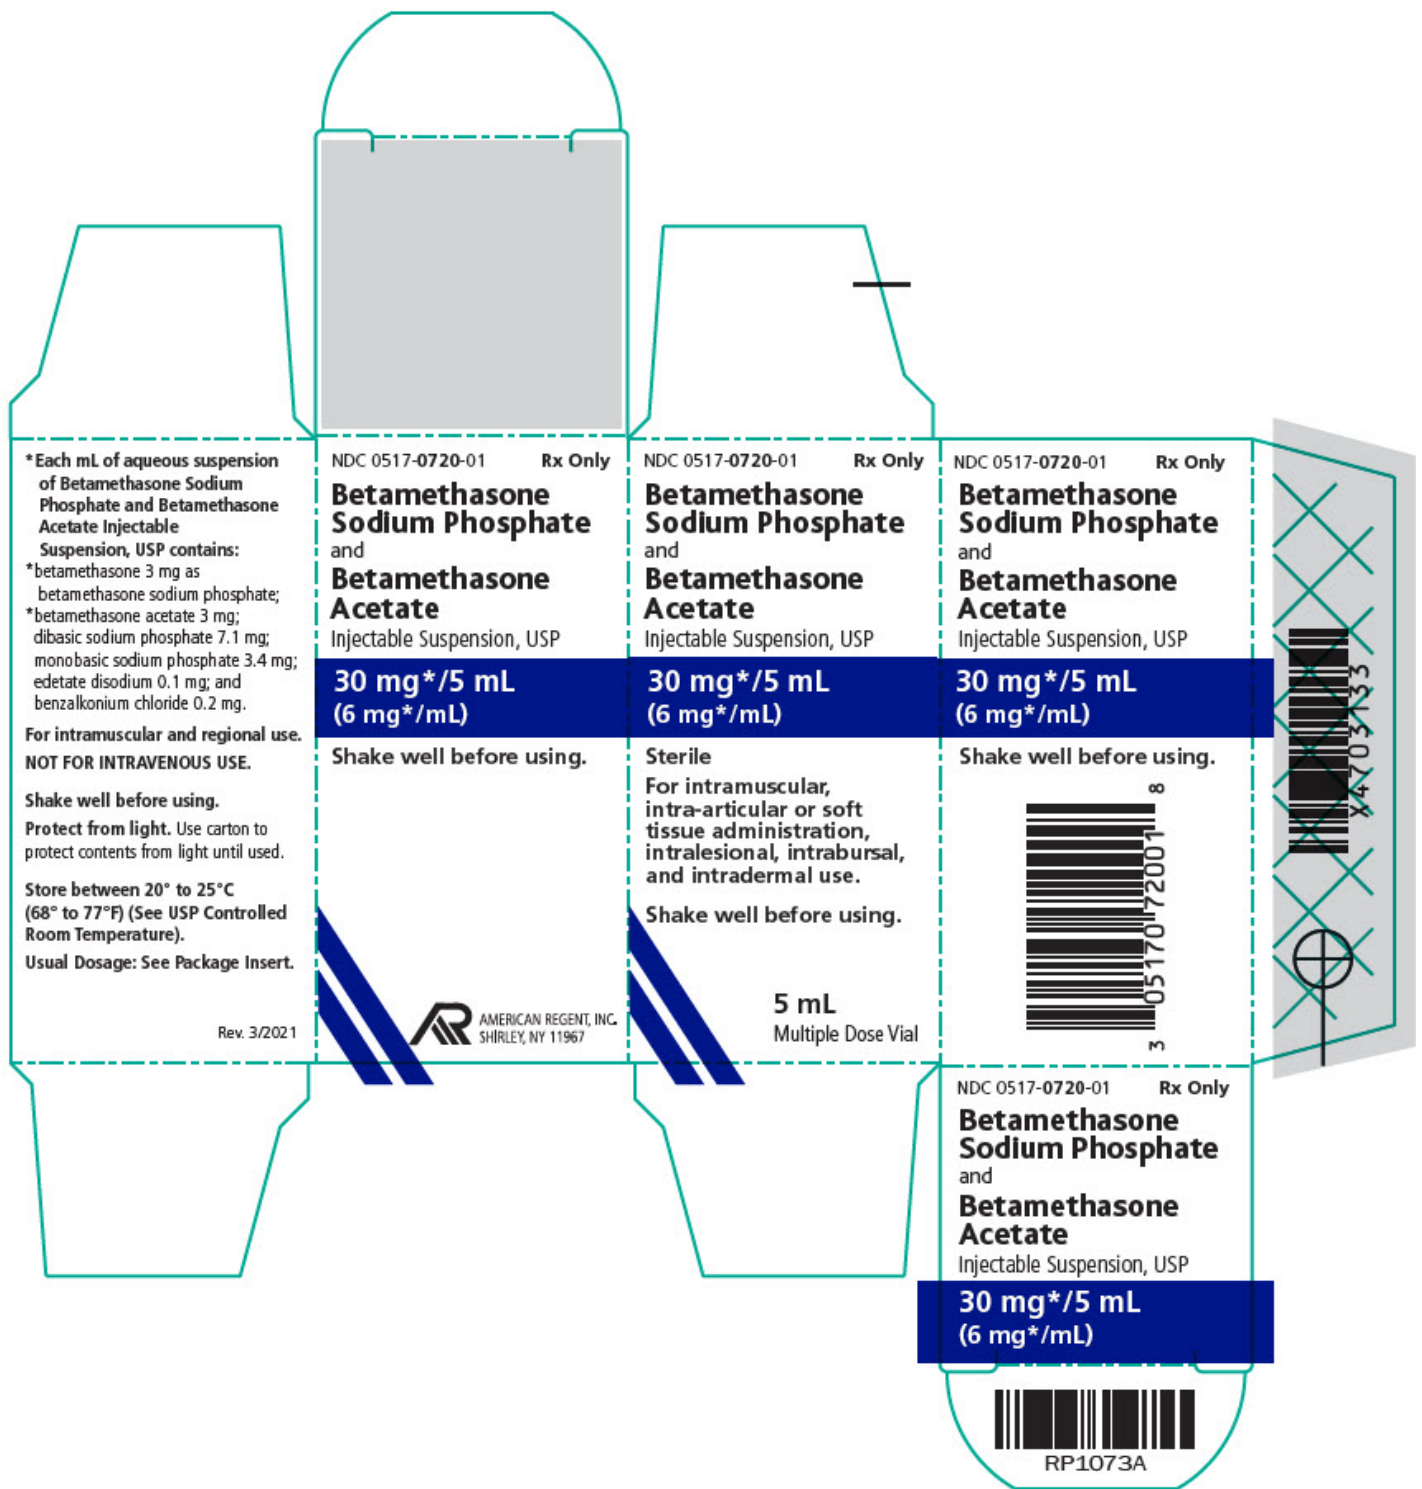 *Each mL of aqueous suspension
of Betamethasone Sodium
Phosphate and Betamethasone
Acetate Injectable
Suspension, USP contains:
*betamethasone 3 mg as
betamethasone sodium phosphate;
*betamethasone acetate 3 mg;
dibasic sodium phosphate 7.1 mg;
monobasic sodium phosphate 3.4 mg;
edetate disodium 0.1 mg; and
benzalkonium chloride 0.2 mg.
For intramuscular and regional use.
NOT FOR INTRAVENOUS USE.
Shake well before using.
Protect from light. Use carton to
protect contents from light until used.
Store between 20° to 25°C
(68° to 77°F) (See USP Controlled
Room Temperature).
Usual Dosage: See Package Insert.
Rev. 3/2021
NDC 0517-0720-01 Rx Only
Betamethasone
Sodium Phosphate
and
Betamethasone
Acetate
Injectable Suspension, USP
30 mg*/5 mL
(6 mg*/mL)
Shake well before using.
AMERICAN REGENT, INC.
SHIRLEY, NY 11967
NDC 0517-0720-01 Rx Only
Betamethasone
Sodium Phosphate
and
Betamethasone
Acetate
Injectable Suspension, USP
30 mg*/5 mL
(6 mg*/mL)
Sterile
For intramuscular,
intra-articular or soft
tissue administration,
intralesional, intrabursal,
and intradermal use.
Shake well before using.
5 mL
Multiple Dose Vial
NDC 0517-0720-01 Rx Only
Betamethasone
Sodium Phosphate
and
Betamethasone
Acetate
Injectable Suspension, USP
30 mg*/5 mL
(6 mg*/mL)
Shake well before using.
3 05170 72001 8
X4703133
NDC 0517-0720-01 Rx Only
Betamethasone
Sodium Phosphate
and
Betamethasone
Acetate
Injectable Suspension, USP
30 mg*/5 mL
(6 mg*/mL)
RP1073A